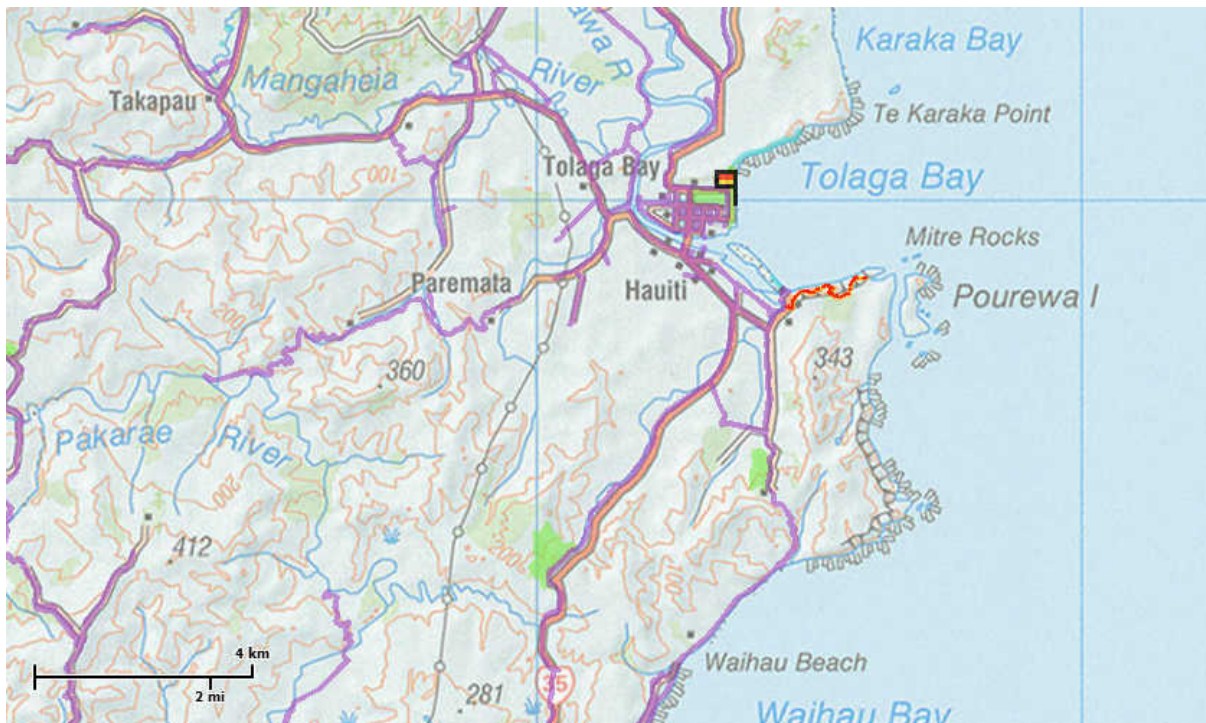 Karaka Bay
awa R
River
Mangaheia
Takapau
Te Karaka Point
Tolaga Bay
Tolaga Bay
100
Mitre Rocks
Paremata
Hauiti
Pourewa I
200
360
343
Pakarae
River
200
200
412
100
4 km
2 mi
Waihau Beach
35
281
Waihau Bay